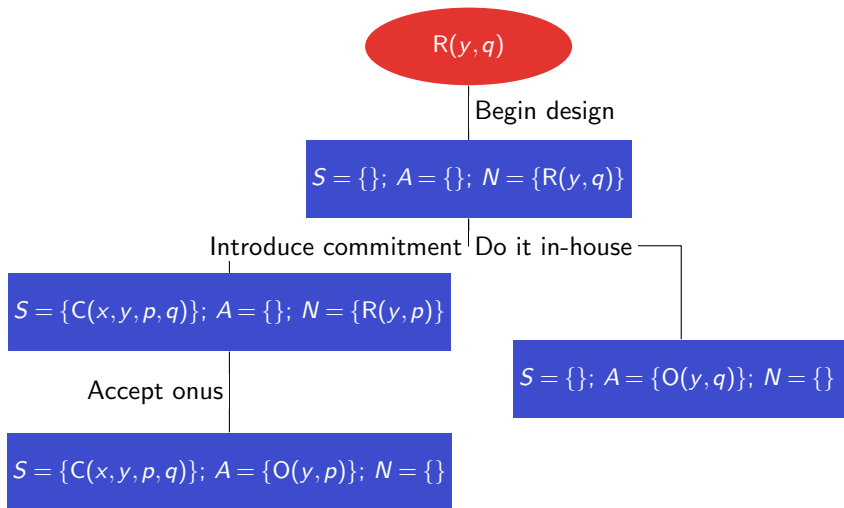 R(y, q)
Begin design
S = {}; A = {}; N = {R(y, q)}
Introduce commitment
Do it in-house
S = {C(x, y, p, q)}; A = {}; N = {R(y, p)}
S = {}; A = {O(y, q)}; N = {}
Accept onus
S = {C(x, y, p, q)}; A = {O(y, p)}; N = {}